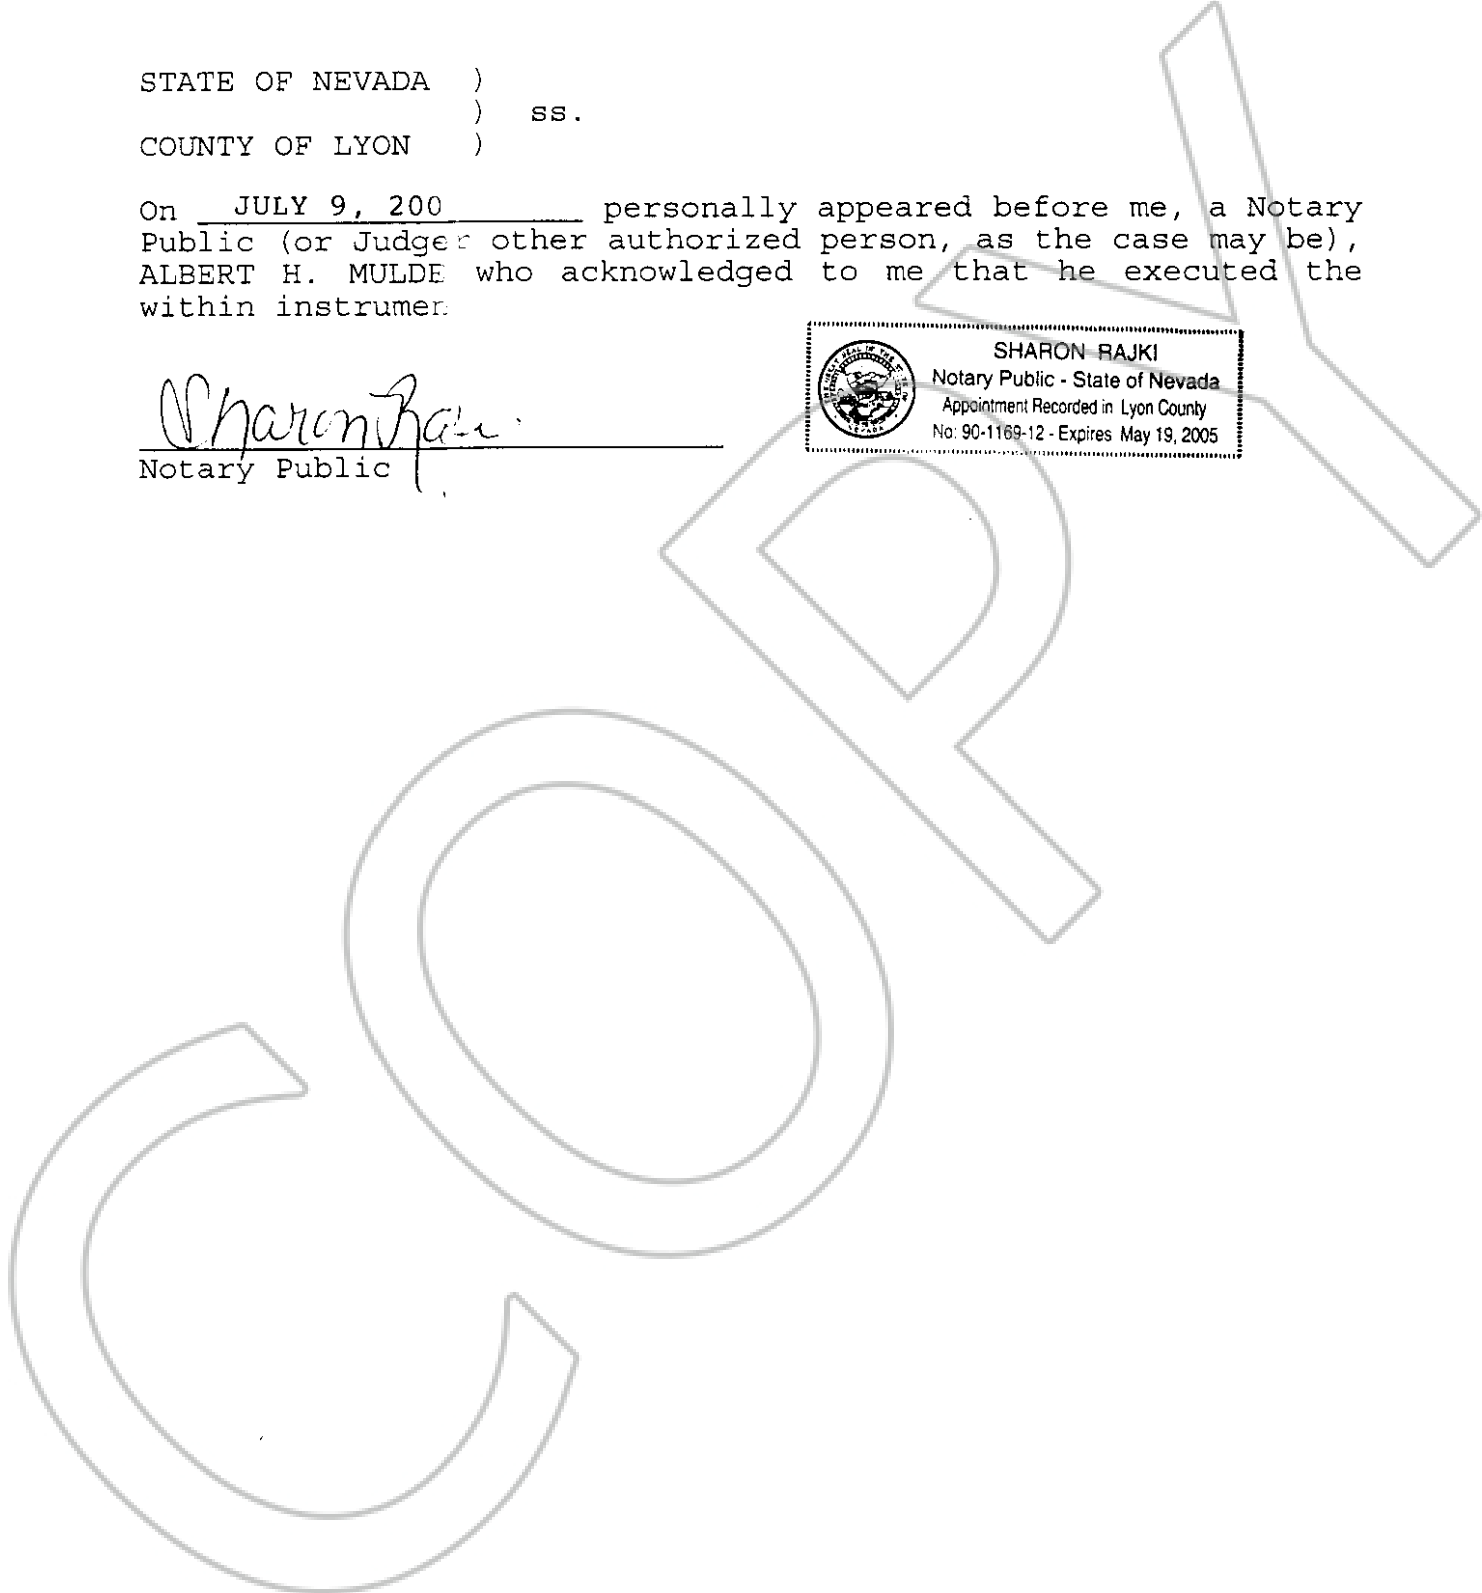 STATE OF NEVADA )
) ss.
COUNTY OF LYON )
On JULY 9, 200 personally appeared before me, a Notary
Public (or Judge other authorized person, as the case may be),
ALBERT H. MULDE who acknowledged to me that he executed the
within instrumen
SHARON RAJKI
Notary Public - State of Nevada
Appointment Recorded in Lyon County
No: 90-1169-12 - Expires May 19, 2005
Sharon Raj
Notary Public
COPY